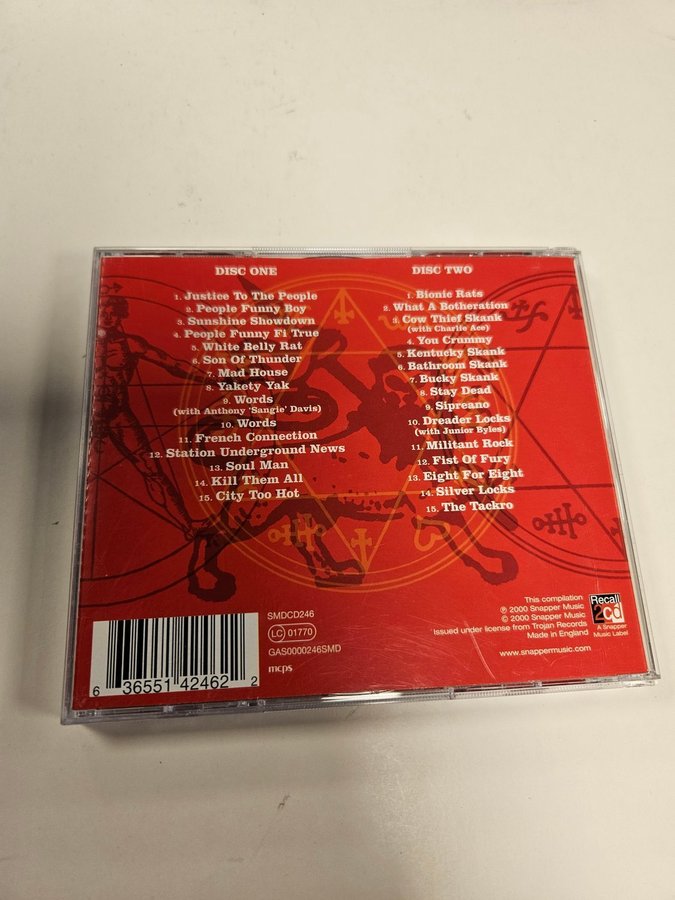 DISC ONE
1. Justice To The People
2. People Funny Boy
3. Sunshine Showdown
4. People Funny Fi True
5. White Belly Rat
6. Son Of Thunder
7. Mad House
8. Yakety Yak
9. Words
(with Anthony 'Sangie' Davis)
10. Words
11. French Connection
12. Station Underground News
13. Soul Man
14. Kill Them All
15. City Too Hot
DISC TWO
1. Bionic Rats
2. What A Botheration
3. Cow Thief Skank
(with Charlie Ace)
4. You Crummy
5. Kentucky Skank
6. Bathroom Skank
7. Bucky Skank
8. Stay Dead
9. Sipreano
10. Dreader Locks
(with Junior Byles)
11. Militant Rock
12. Fist Of Fury
13. Eight For Eight
14. Silver Locks
15. The Tackro
6 36551 42462 2
SMDCD246
LC 01770
GAS0000246SMD
mcps
This compilation
℗ 2000 Snapper Music
© 2000 Snapper Music
Issued under license from Trojan Records
Made in England
www.snappermusic.com
Recall
2cd
A Snapper
Music Label